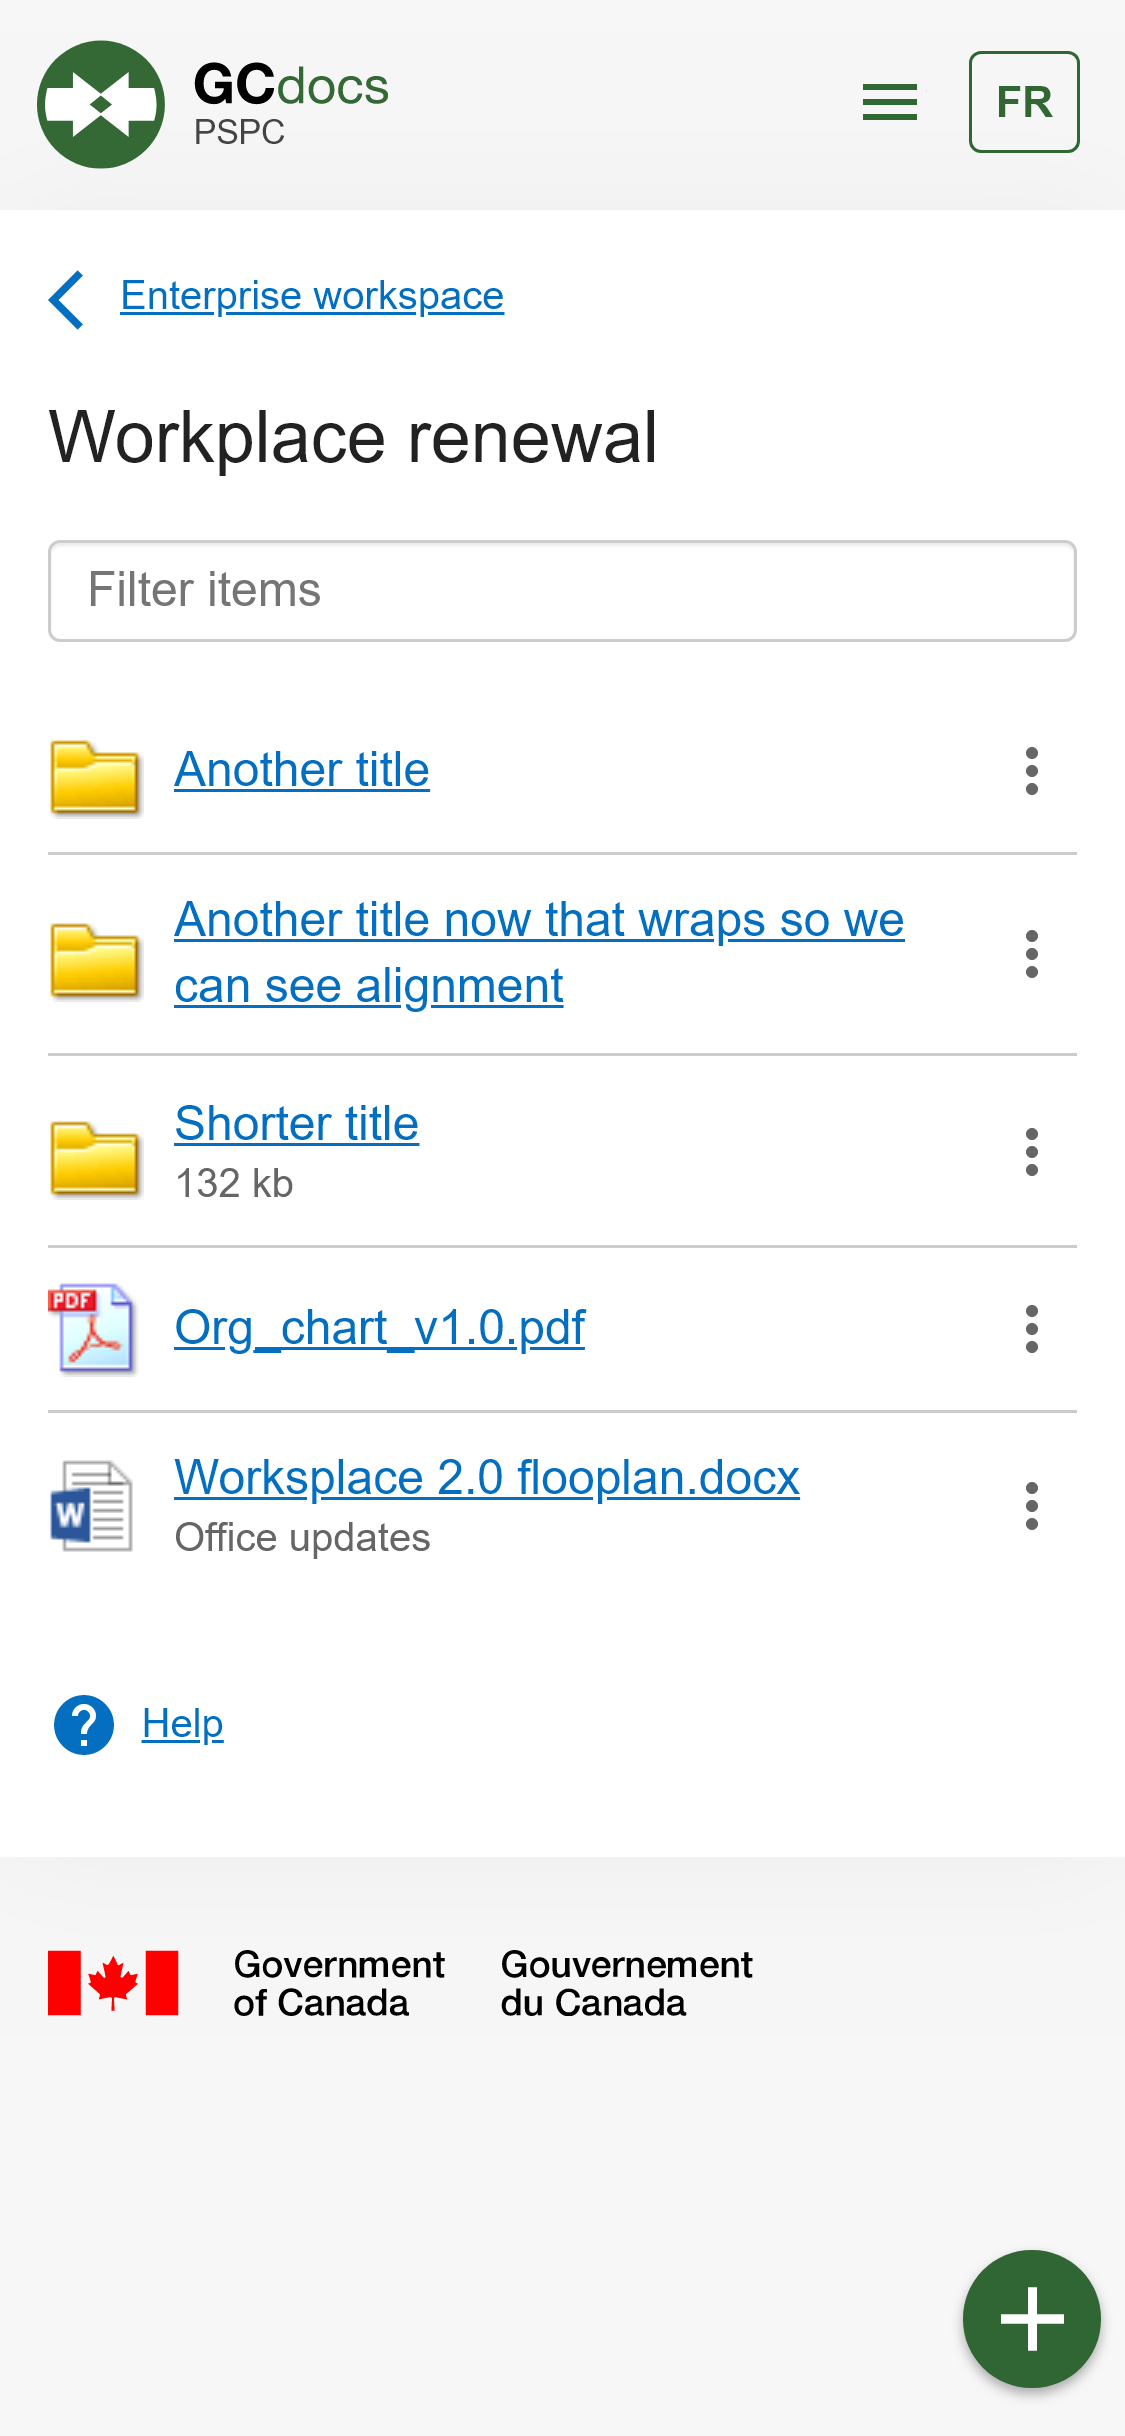 GCdocs
PSPC
FR
Enterprise workspace
Workplace renewal
Filter items
Another title
Another title now that wraps so we
can see alignment
Shorter title
132 kb
PDF
Org_chart_v1.0.pdf
W
Worksplace 2.0 flooplan.docx
Office updates
? Help
Government
of Canada
Gouvernement
du Canada